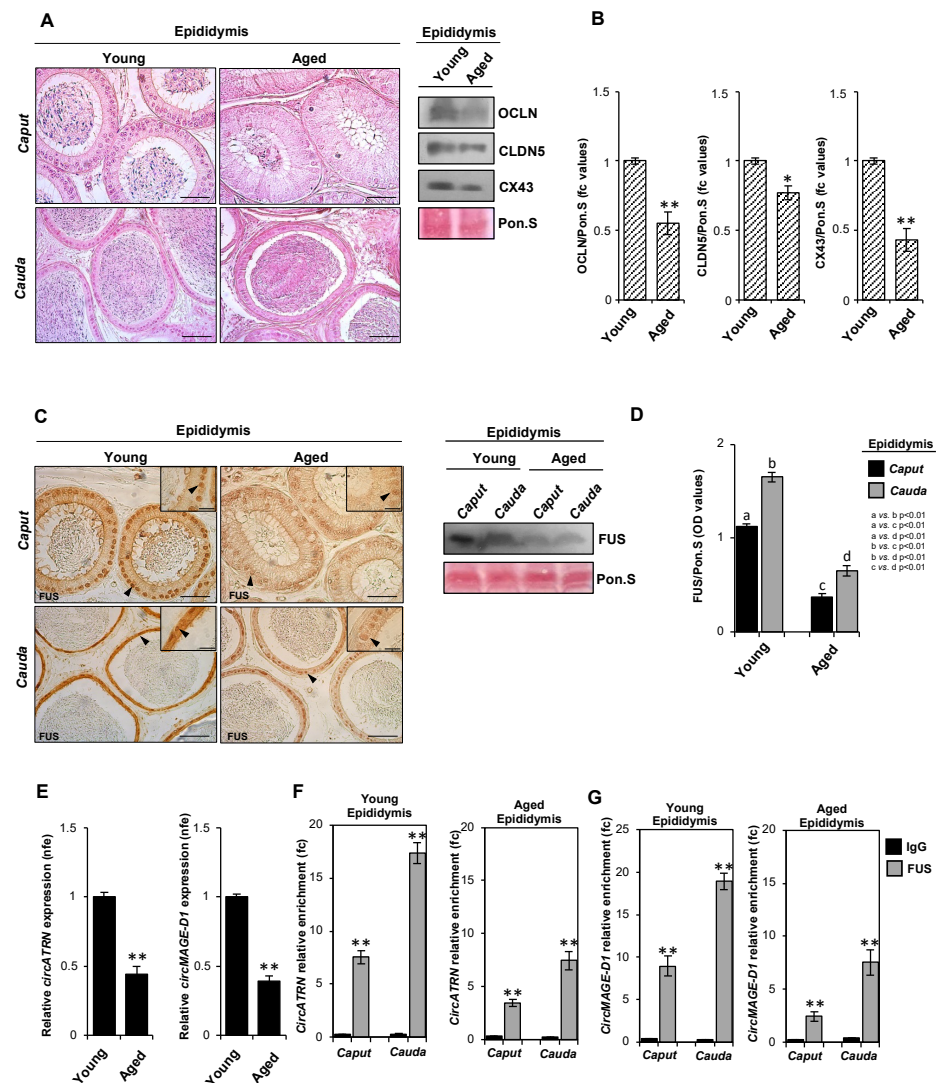 A
Epididymis
Young
Aged
Caput
Cauda
Epididymis
Young
Aged
OCLN
CLDN5
CX43
Pon.S
B
OCLN/Pon.S (fc values)
1.5
1
0.5
0
**
Young
Aged
CLDN5/Pon.S (fc values)
1.5
1
0.5
0
*
Young
Aged
CX43/Pon.S (fc values)
1.5
1
0.5
0
**
Young
Aged
C
Epididymis
Young
Aged
Caput
Cauda
FUS
FUS
FUS
FUS
Epididymis
Young
Aged
Caput
Cauda
Caput
Cauda
FUS
Pon.S
D
FUS/Pon.S (OD values)
2
1
0
a
b
c
d
Young
Aged
Epididymis
Caput
Cauda
a vs. b p<0.01
a vs. c p<0.01
a vs. d p<0.01
b vs. c p<0.01
b vs. d p<0.01
c vs. d p<0.01
E
Relative circATRN expression (nfe)
1.5
1
0.5
0
**
Young
Aged
Relative circMAGE-D1 expression (nfe)
1.5
1
0.5
0
**
Young
Aged
F
Young
Epididymis
CircATRN relative enrichment (fc)
20
15
10
5
0
**
**
Caput
Cauda
Aged
Epididymis
CircATRN relative enrichment (fc)
20
15
10
5
0
**
**
Caput
Cauda
G
Young
Epididymis
CircMAGE-D1 relative enrichment (fc)
25
20
15
10
5
0
**
**
Caput
Cauda
Aged
Epididymis
CircMAGE-D1 relative enrichment (fc)
20
15
10
5
0
**
**
Caput
Cauda
IgG
FUS